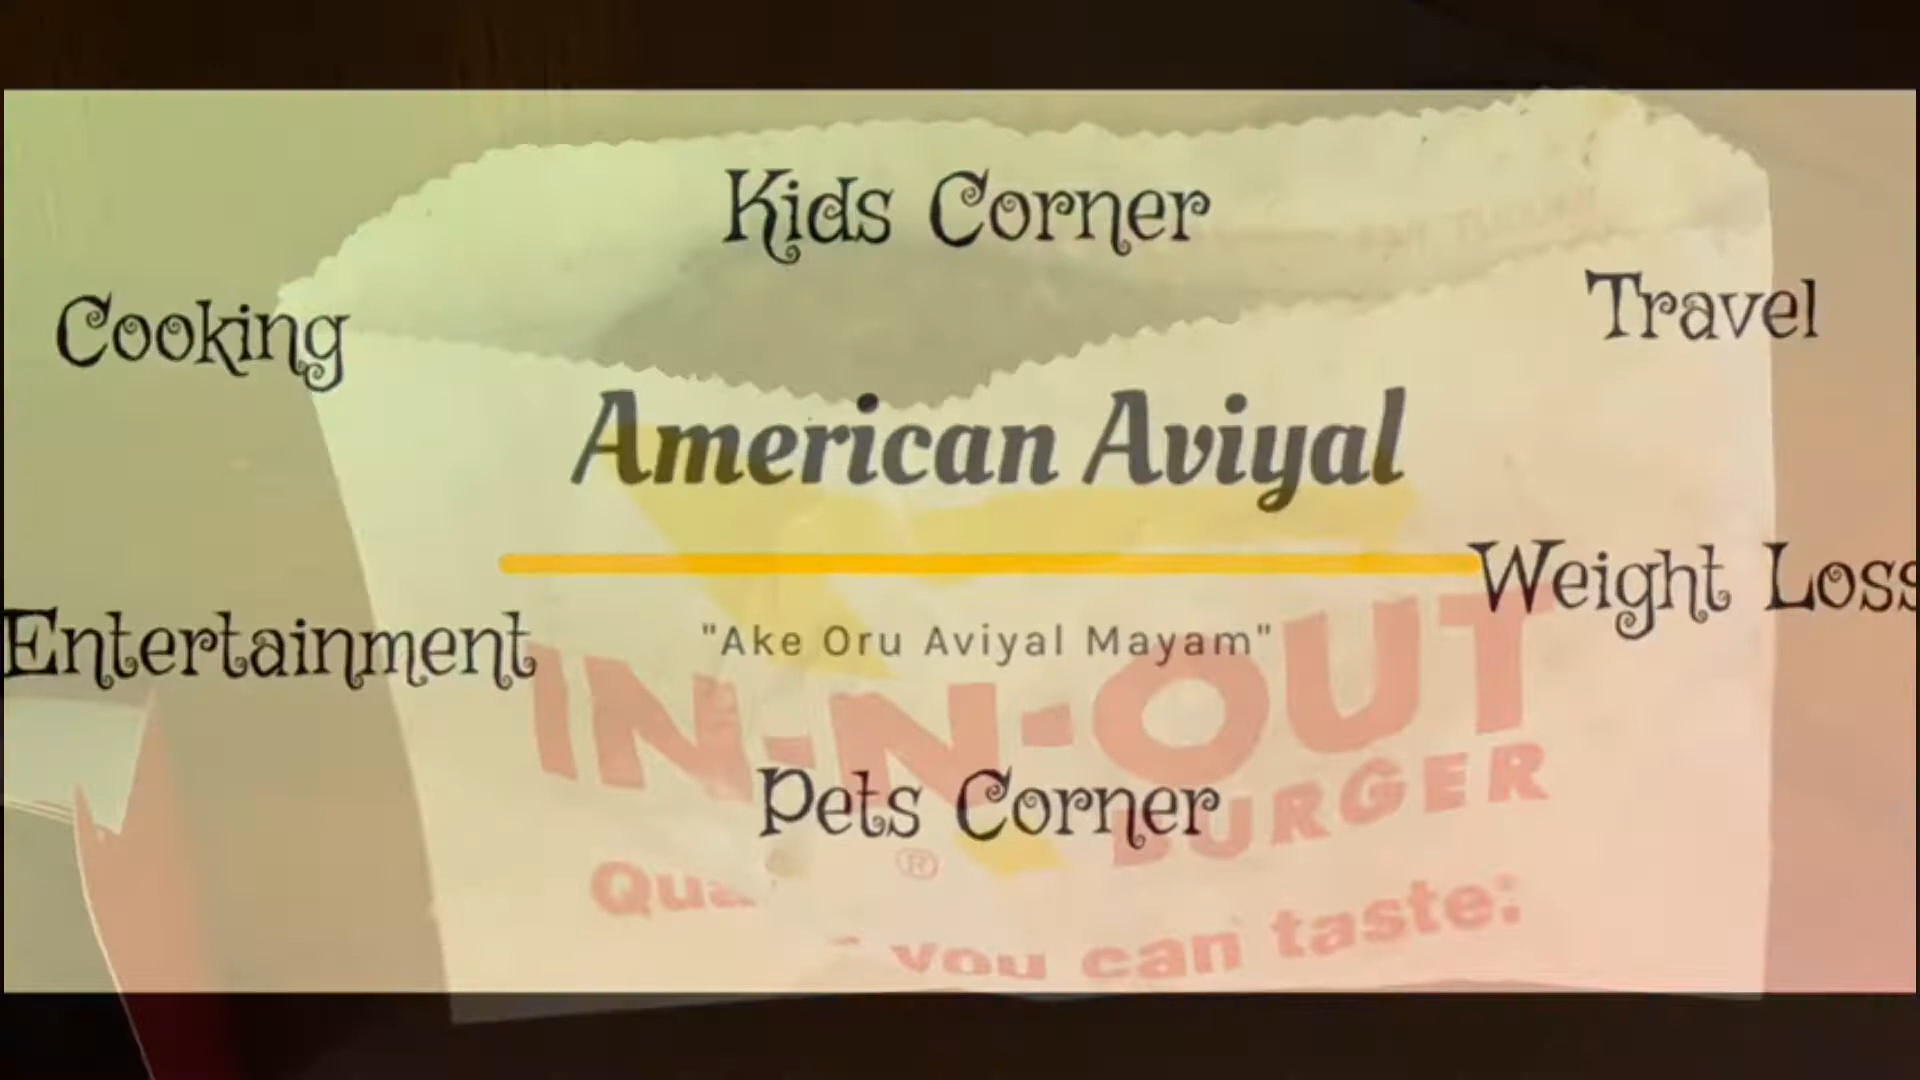 Kids Corner
Cooking
Travel
American Aviyal
Weight Loss
Entertainment
"Ake Oru Aviyal Mayam"
IN-N-OUT
Pets Corner
BURGER
®
you can taste.